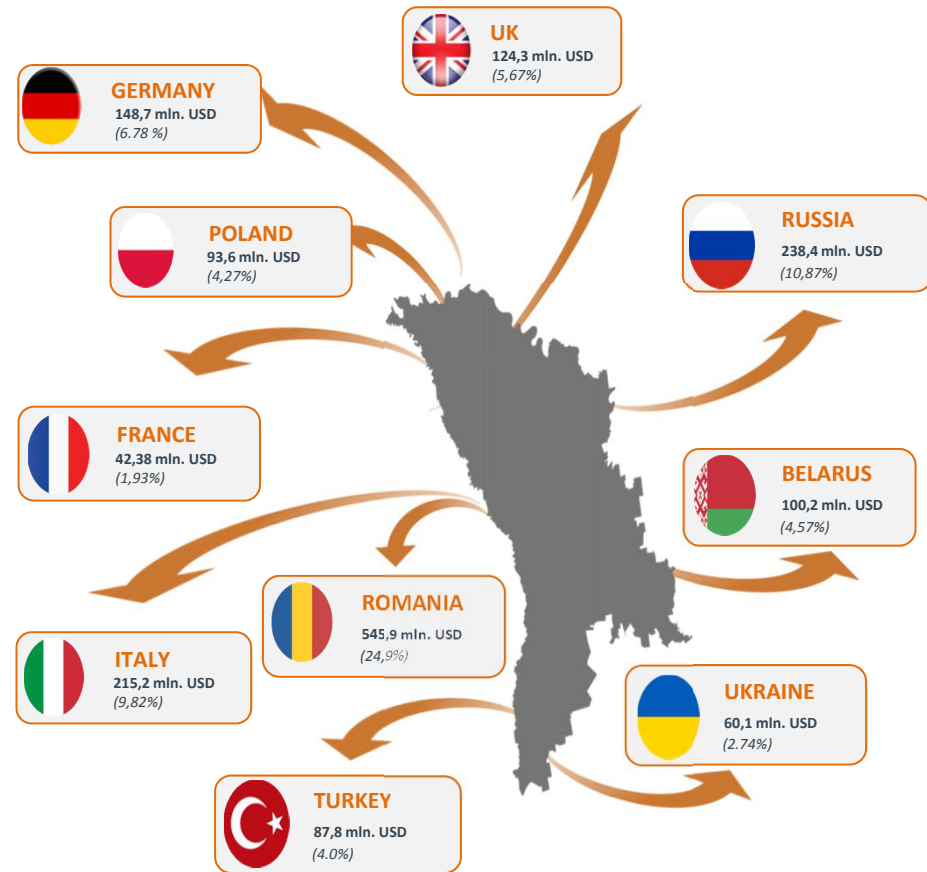 UK
124,3 mln. USD
(5,67%)
GERMANY
148,7 mln. USD
(6.78 %)
POLAND
93,6 mln. USD
(4,27%)
RUSSIA
238,4 mln. USD
(10,87%)
FRANCE
42,38 mln. USD
(1,93%)
BELARUS
100,2 mln. USD
(4,57%)
ROMANIA
545,9 mln. USD
(24,9%)
ITALY
215,2 mln. USD
(9,82%)
UKRAINE
60,1 mln. USD
(2.74%)
TURKEY
87,8 mln. USD
(4.0%)